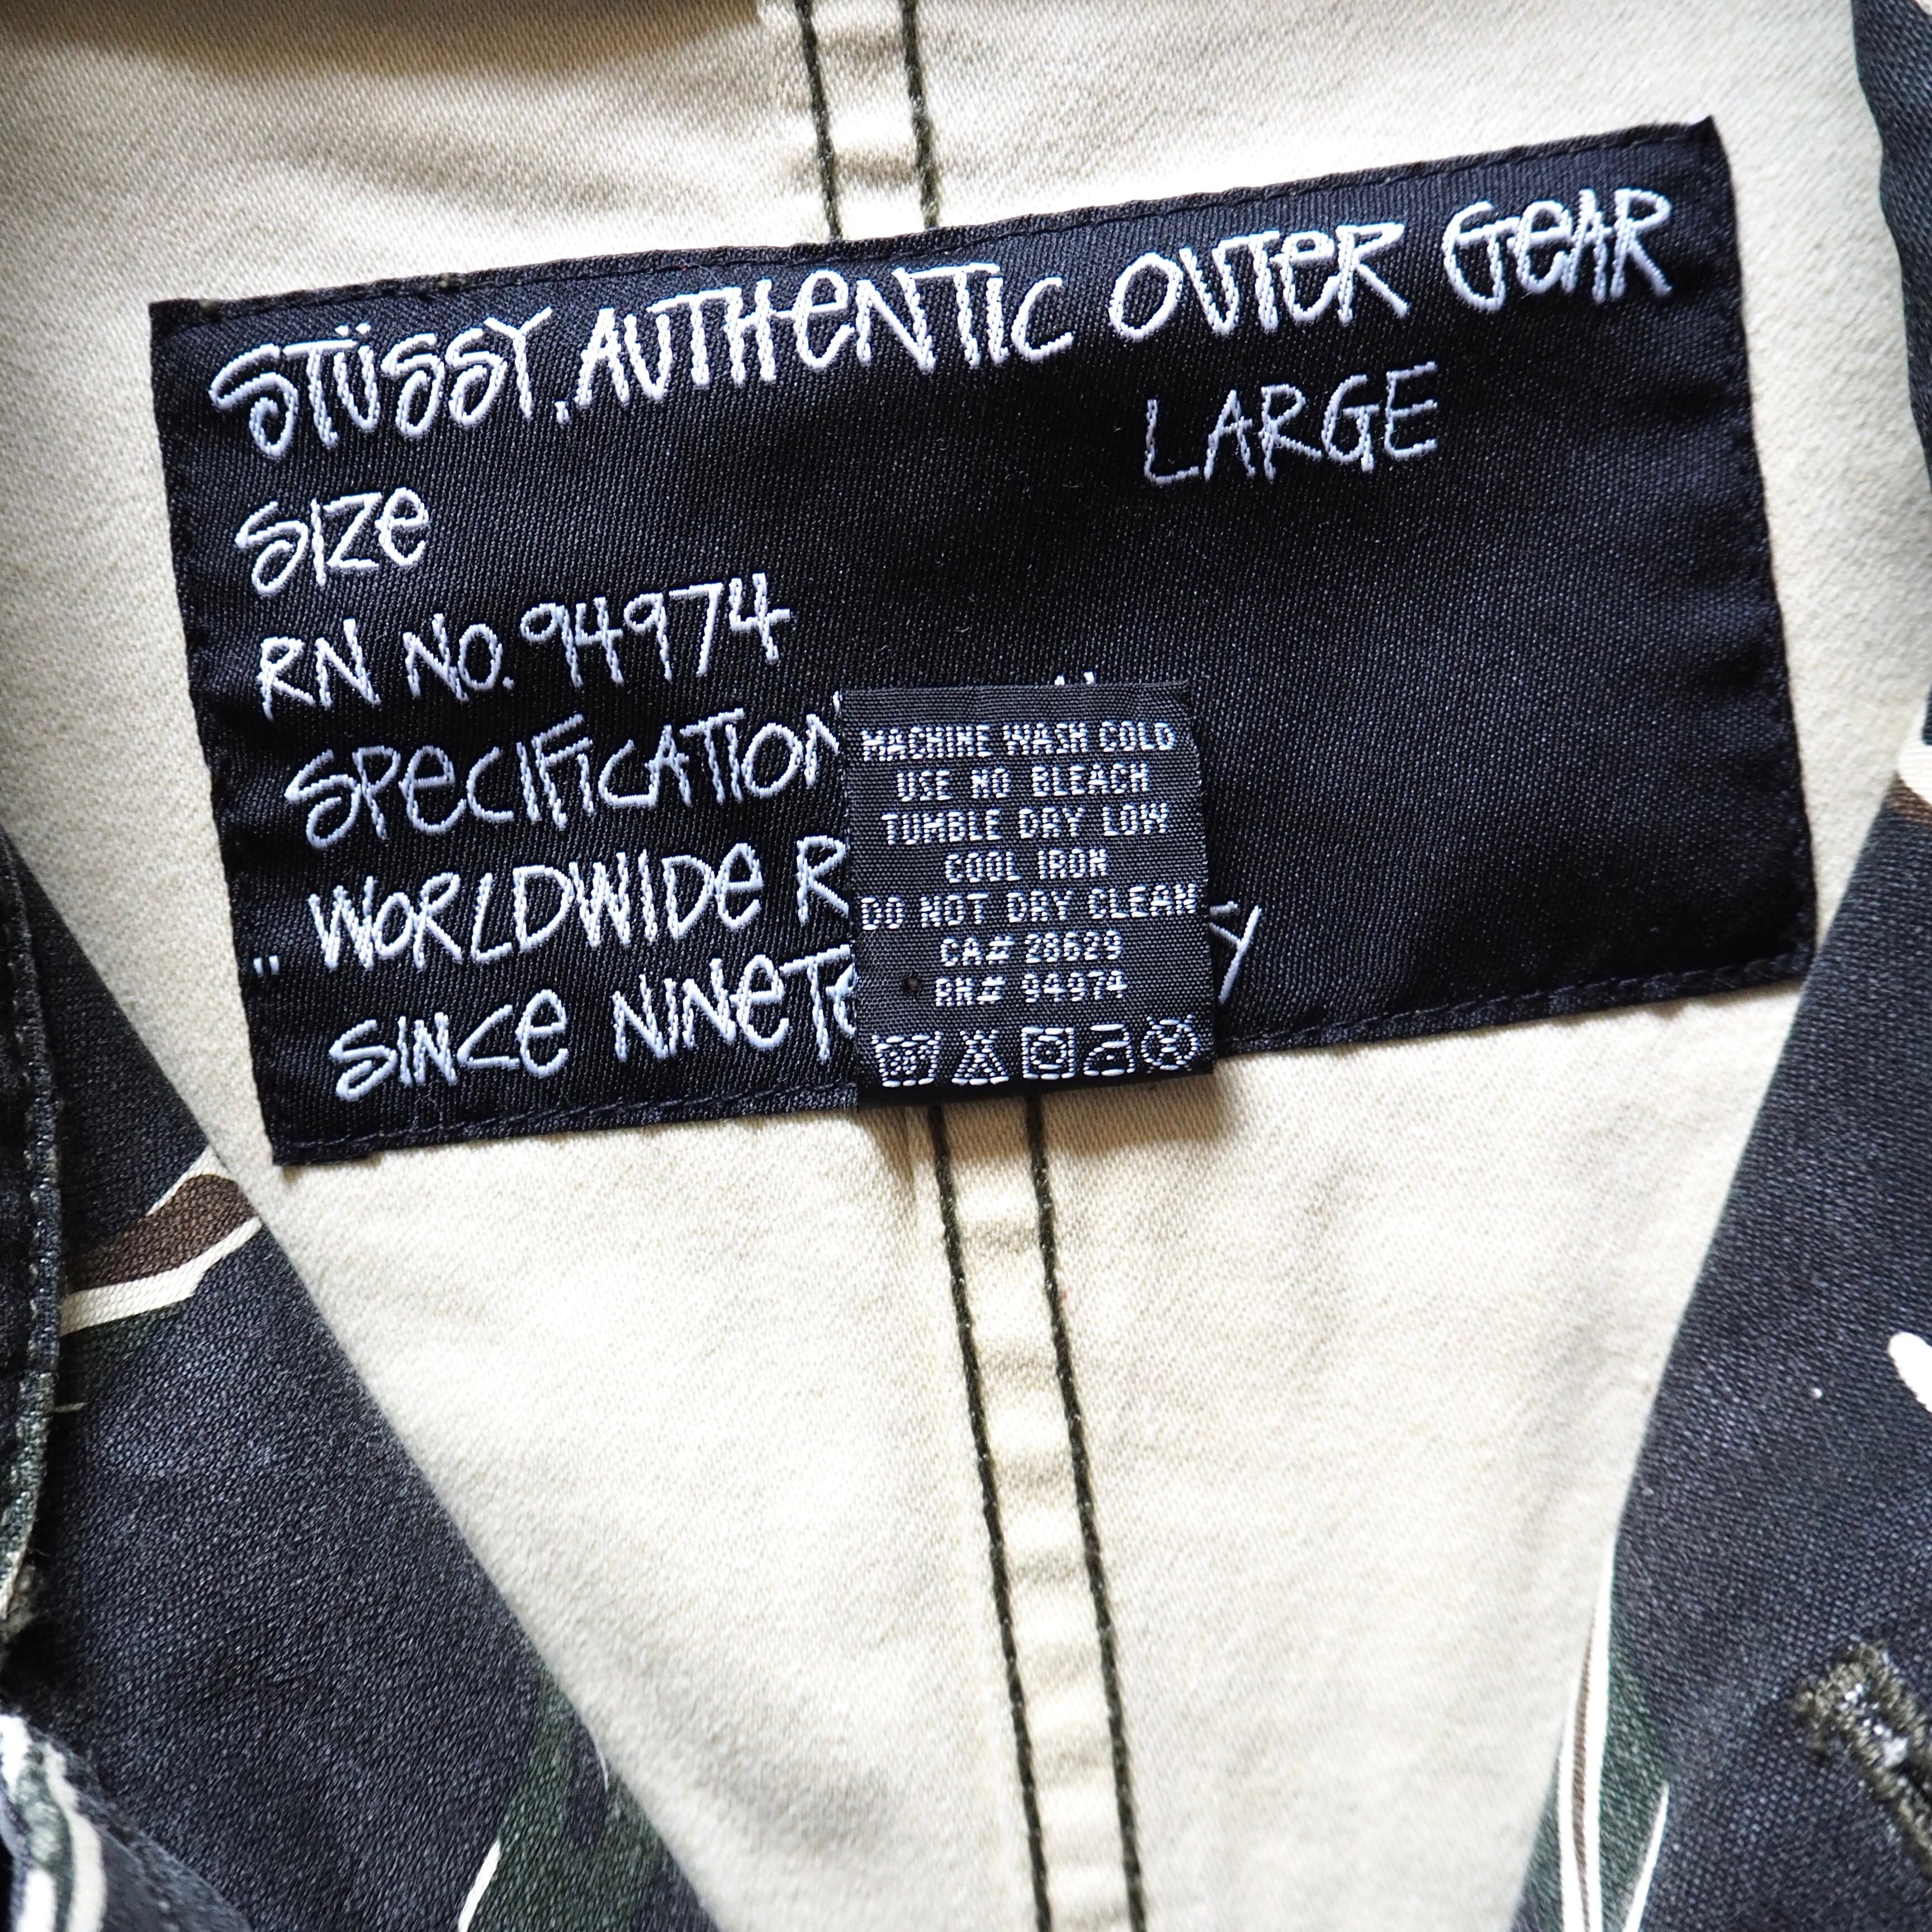 STÜSSY. AUTHENTIC OUTER GEAR
LARGE
SIZE
RN NO. 94974
SPECIFICATION
"WORLDWIDE R
SINCE
MACHINE WASH COLD
USE NO BLEACH
TUMBLE DRY LOW
COOL IRON
DO NOT DRY CLEAN
CA# 28629
RN# 94974